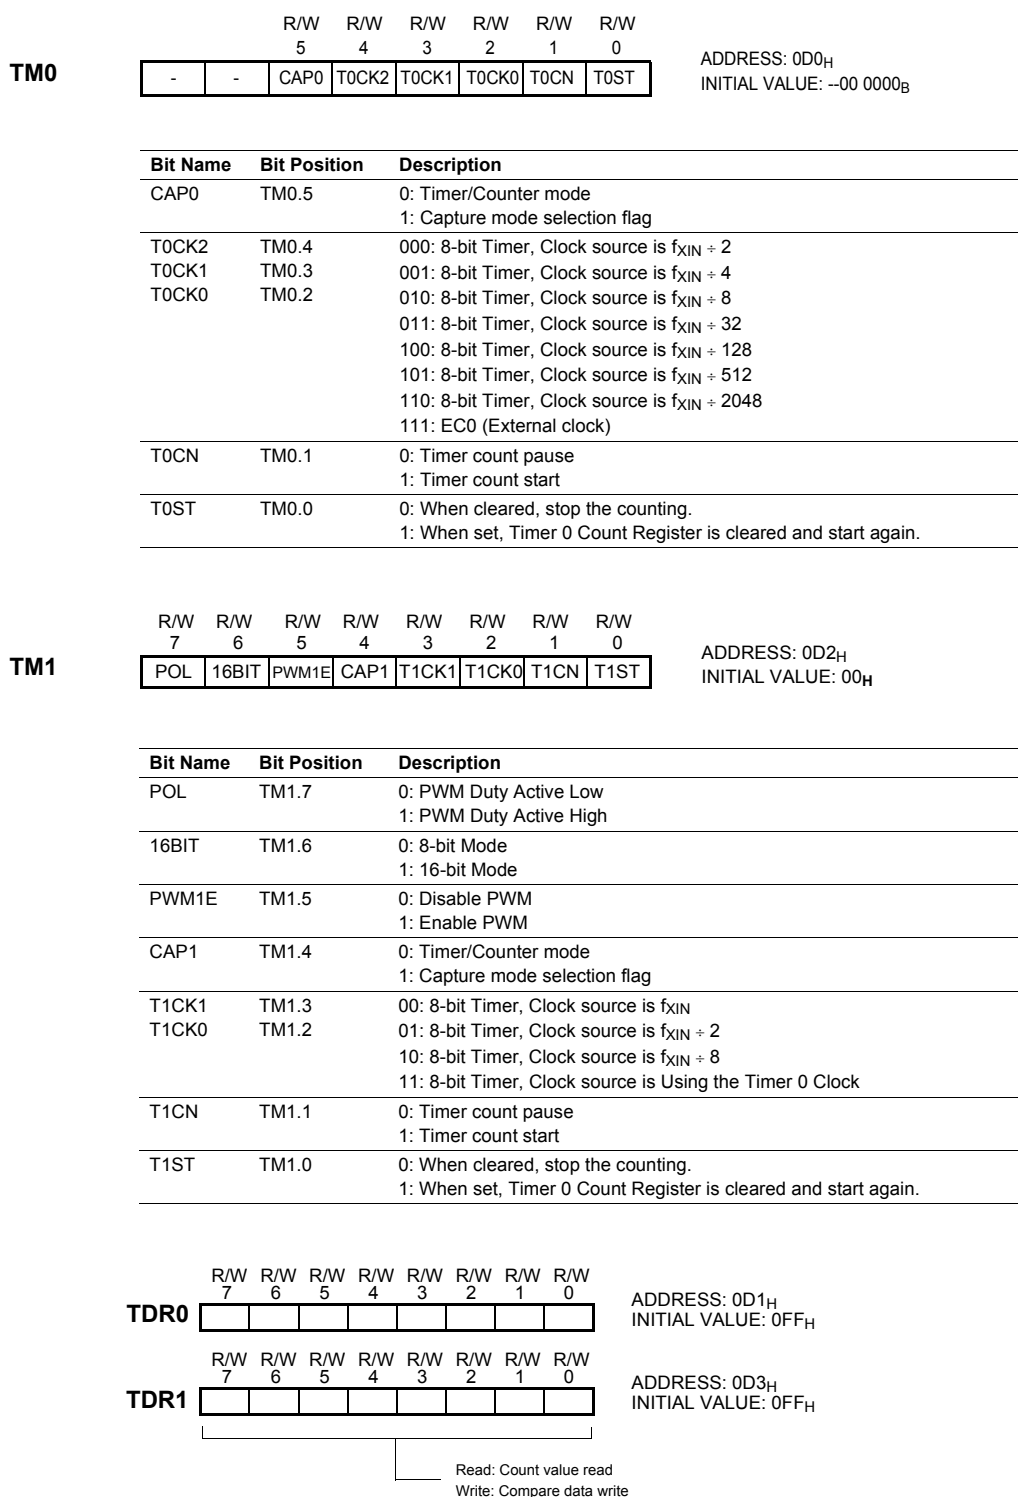 R/W R/W R/W R/W R/W R/W
5 4 3 2 1 0
TM0 - - CAP0 T0CK2 T0CK1 T0CK0 T0CN T0ST
ADDRESS: 0D0H
INITIAL VALUE: --00 0000B
Bit Name Bit Position Description
CAP0 TM0.5 0: Timer/Counter mode
1: Capture mode selection flag
T0CK2 TM0.4 000: 8-bit Timer, Clock source is fXIN ÷ 2
T0CK1 TM0.3 001: 8-bit Timer, Clock source is fXIN ÷ 4
T0CK0 TM0.2 010: 8-bit Timer, Clock source is fXIN ÷ 8
011: 8-bit Timer, Clock source is fXIN ÷ 32
100: 8-bit Timer, Clock source is fXIN ÷ 128
101: 8-bit Timer, Clock source is fXIN ÷ 512
110: 8-bit Timer, Clock source is fXIN ÷ 2048
111: EC0 (External clock)
T0CN TM0.1 0: Timer count pause
1: Timer count start
T0ST TM0.0 0: When cleared, stop the counting.
1: When set, Timer 0 Count Register is cleared and start again.
R/W R/W R/W R/W R/W R/W R/W R/W
7 6 5 4 3 2 1 0
TM1 POL 16BIT PWM1E CAP1 T1CK1 T1CK0 T1CN T1ST
ADDRESS: 0D2H
INITIAL VALUE: 00H
Bit Name Bit Position Description
POL TM1.7 0: PWM Duty Active Low
1: PWM Duty Active High
16BIT TM1.6 0: 8-bit Mode
1: 16-bit Mode
PWM1E TM1.5 0: Disable PWM
1: Enable PWM
CAP1 TM1.4 0: Timer/Counter mode
1: Capture mode selection flag
T1CK1 TM1.3 00: 8-bit Timer, Clock source is fXIN
T1CK0 TM1.2 01: 8-bit Timer, Clock source is fXIN ÷ 2
10: 8-bit Timer, Clock source is fXIN ÷ 8
11: 8-bit Timer, Clock source is Using the Timer 0 Clock
T1CN TM1.1 0: Timer count pause
1: Timer count start
T1ST TM1.0 0: When cleared, stop the counting.
1: When set, Timer 0 Count Register is cleared and start again.
R/W R/W R/W R/W R/W R/W R/W R/W
7 6 5 4 3 2 1 0
TDR0
ADDRESS: 0D1H
INITIAL VALUE: 0FFH
R/W R/W R/W R/W R/W R/W R/W R/W
7 6 5 4 3 2 1 0
TDR1
ADDRESS: 0D3H
INITIAL VALUE: 0FFH
Read: Count value read
Write: Compare data write